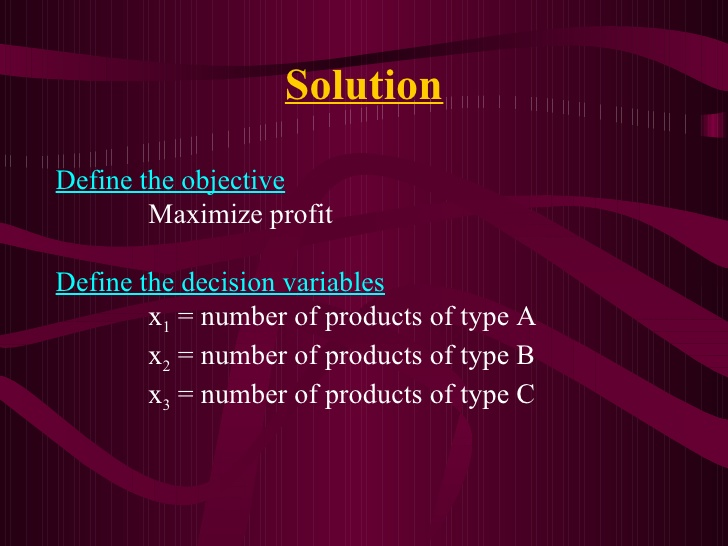 Solution
Define the objective
Maximize profit
Define the decision variables
x₁ = number of products of type A
x₂ = number of products of type B
x₃ = number of products of type C